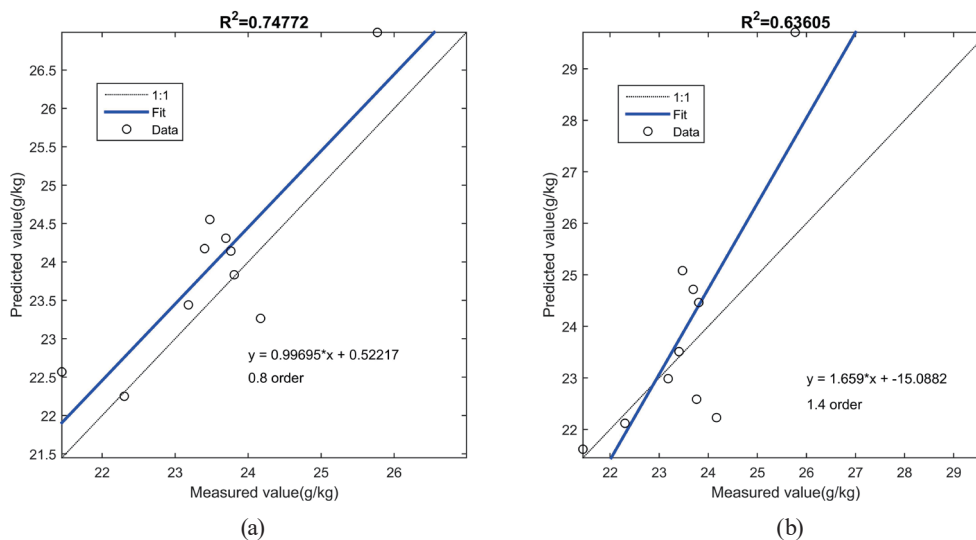 R2=0.74772
1:1
Fit
Data
26.5
26
25.5
25
24.5
24
23.5
23
22.5
22
21.5
Predicted value(g/kg)
y = 0.99695*x + 0.52217
0.8 order
22 23 24 25 26
Measured value(g/kg)
(a)
R2=0.63605
1:1
Fit
Data
29
28
27
26
25
24
23
22
Predicted value(g/kg)
y = 1.659*x + -15.0882
1.4 order
22 23 24 25 26 27 28 29
Measured value(g/kg)
(b)